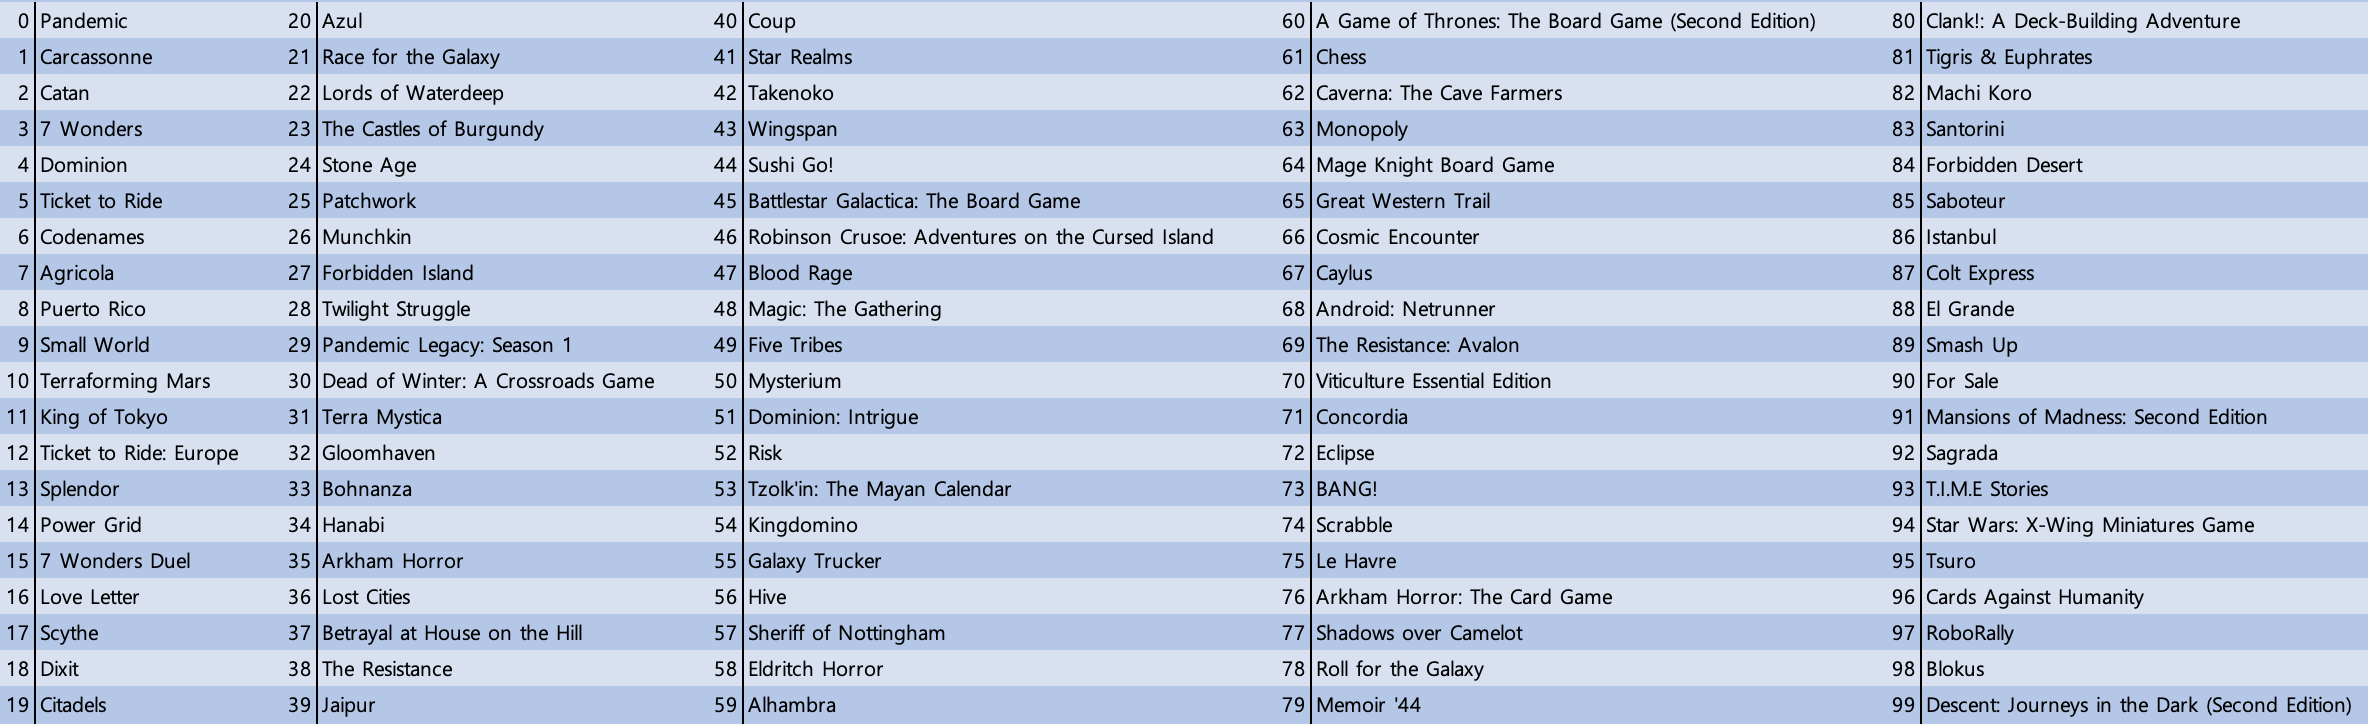 0 Pandemic 20 Azul 40 Coup 60 A Game of Thrones: The Board Game (Second Edition) 80 Clank!: A Deck-Building Adventure
1 Carcassonne 21 Race for the Galaxy 41 Star Realms 61 Chess 81 Tigris & Euphrates
2 Catan 22 Lords of Waterdeep 42 Takenoko 62 Caverna: The Cave Farmers 82 Machi Koro
3 7 Wonders 23 The Castles of Burgundy 43 Wingspan 63 Monopoly 83 Santorini
4 Dominion 24 Stone Age 44 Sushi Go! 64 Mage Knight Board Game 84 Forbidden Desert
5 Ticket to Ride 25 Patchwork 45 Battlestar Galactica: The Board Game 65 Great Western Trail 85 Saboteur
6 Codenames 26 Munchkin 46 Robinson Crusoe: Adventures on the Cursed Island 66 Cosmic Encounter 86 Istanbul
7 Agricola 27 Forbidden Island 47 Blood Rage 67 Caylus 87 Colt Express
8 Puerto Rico 28 Twilight Struggle 48 Magic: The Gathering 68 Android: Netrunner 88 El Grande
9 Small World 29 Pandemic Legacy: Season 1 49 Five Tribes 69 The Resistance: Avalon 89 Smash Up
10 Terraforming Mars 30 Dead of Winter: A Crossroads Game 50 Mysterium 70 Viticulture Essential Edition 90 For Sale
11 King of Tokyo 31 Terra Mystica 51 Dominion: Intrigue 71 Concordia 91 Mansions of Madness: Second Edition
12 Ticket to Ride: Europe 32 Gloomhaven 52 Risk 72 Eclipse 92 Sagrada
13 Splendor 33 Bohnanza 53 Tzolk'in: The Mayan Calendar 73 BANG! 93 T.I.M.E Stories
14 Power Grid 34 Hanabi 54 Kingdomino 74 Scrabble 94 Star Wars: X-Wing Miniatures Game
15 7 Wonders Duel 35 Arkham Horror 55 Galaxy Trucker 75 Le Havre 95 Tsuro
16 Love Letter 36 Lost Cities 56 Hive 76 Arkham Horror: The Card Game 96 Cards Against Humanity
17 Scythe 37 Betrayal at House on the Hill 57 Sheriff of Nottingham 77 Shadows over Camelot 97 RoboRally
18 Dixit 38 The Resistance 58 Eldritch Horror 78 Roll for the Galaxy 98 Blokus
19 Citadels 39 Jaipur 59 Alhambra 79 Memoir '44 99 Descent: Journeys in the Dark (Second Edition)